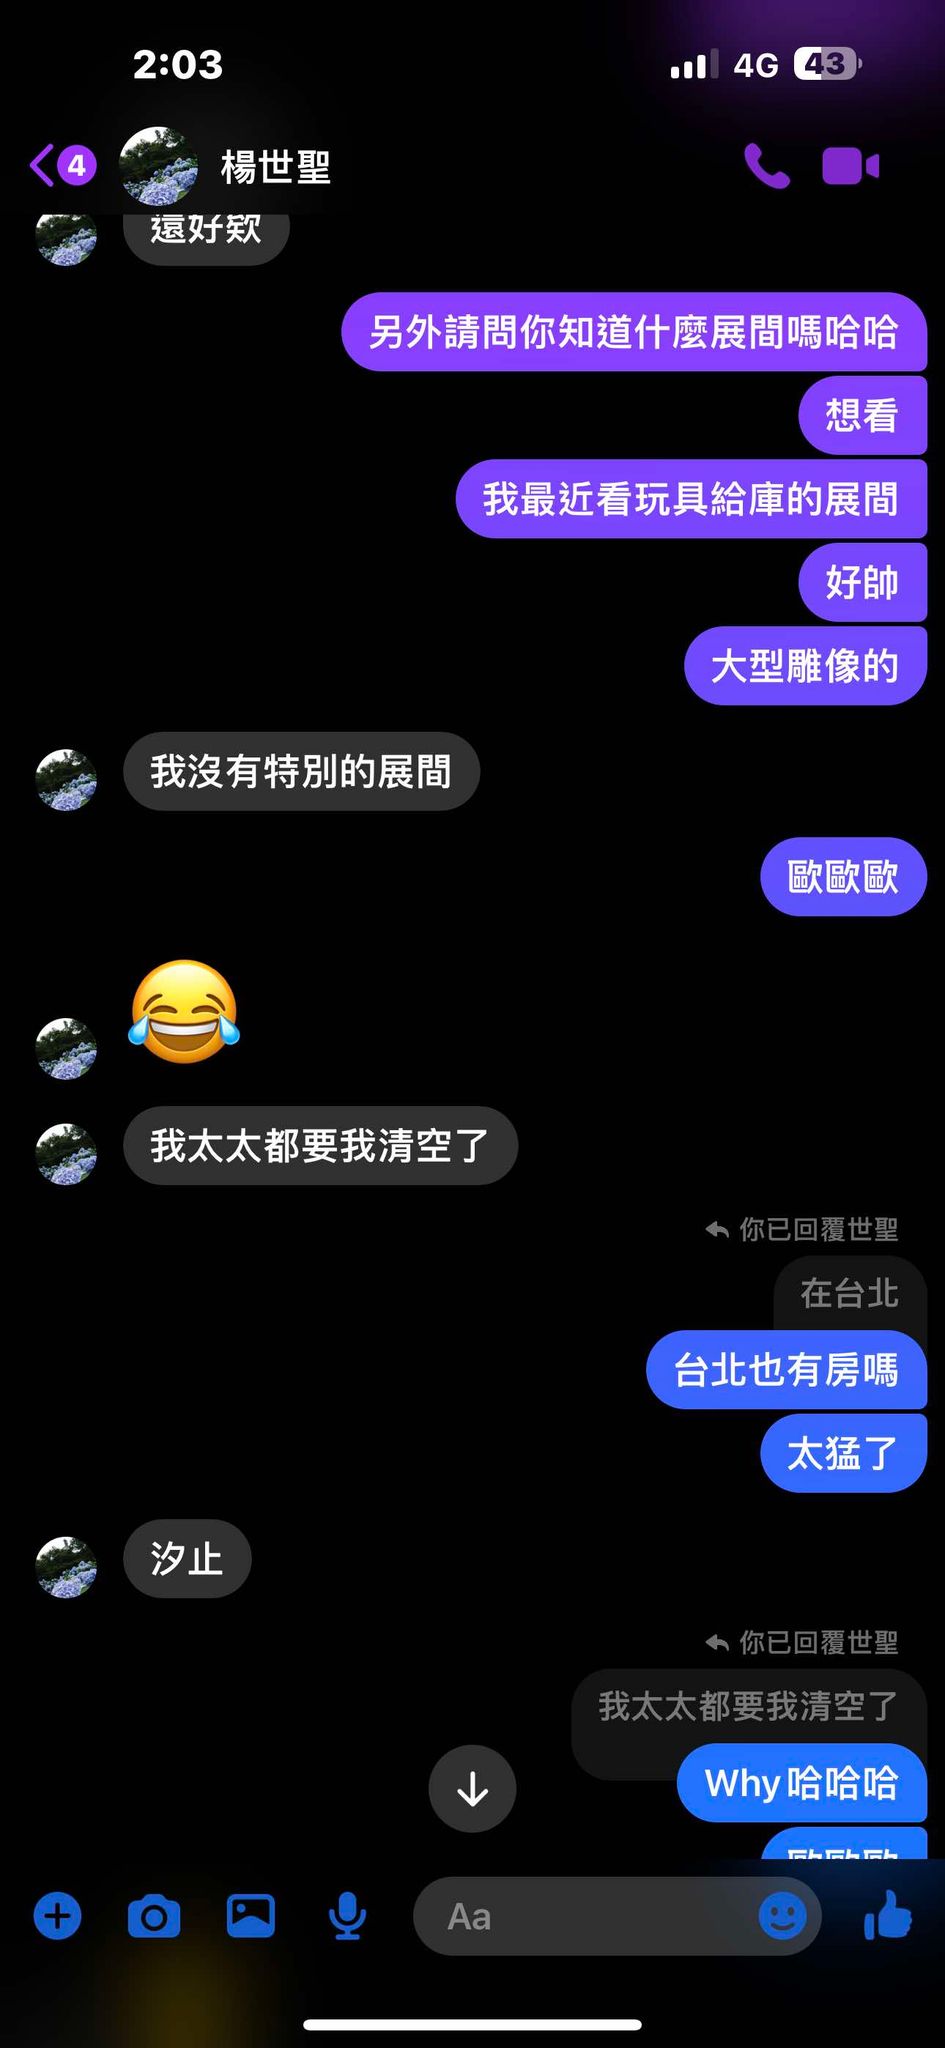 2:03
4G
43
4
楊世聖
還好欸
另外請問你知道什麼展間嗎哈哈
想看
我最近看玩具給庫的展間
好帥
大型雕像的
我沒有特別的展間
歐歐歐
我太太都要我清空了
你已回覆世聖
在台北
台北也有房嗎
太猛了
汐止
你已回覆世聖
我太太都要我清空了
Why哈哈哈
歐歐歐
Aa